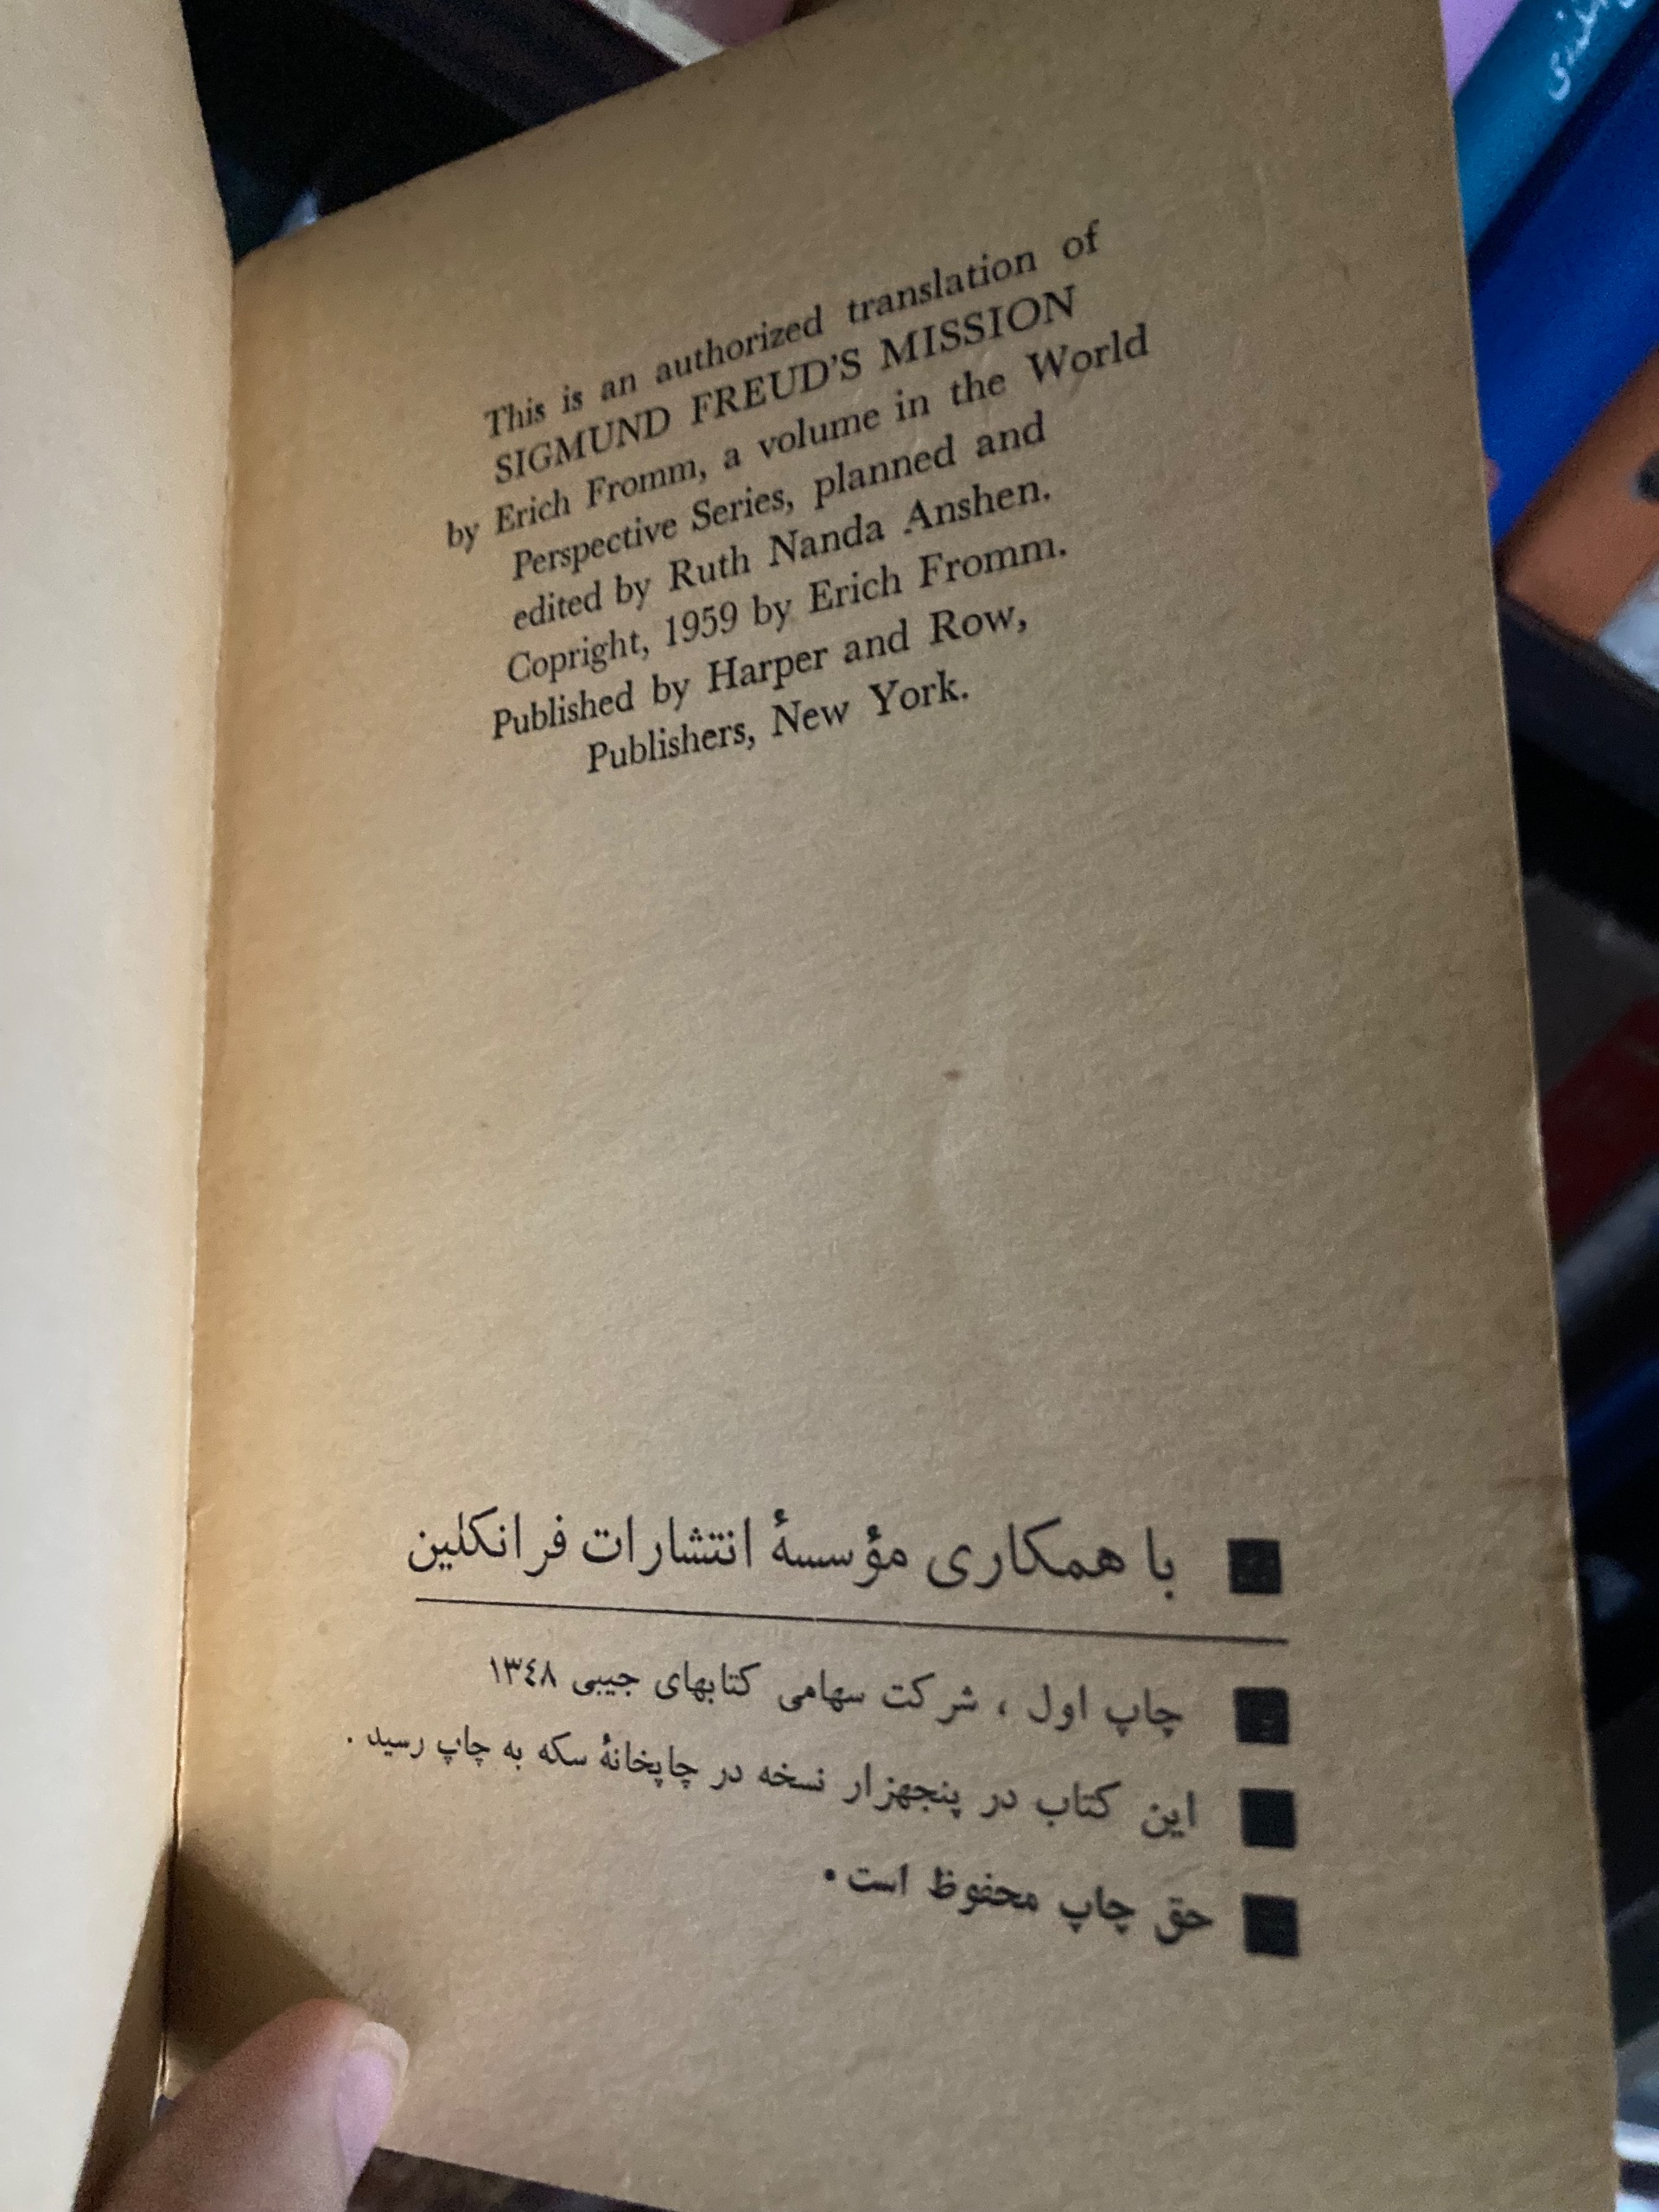 This is an authorized translation of
SIGMUND FREUD'S MISSION
by Erich Fromm, a volume in the World
Perspective Series, planned and
edited by Ruth Nanda Anshen.
Copright, 1959 by Erich Fromm.
Published by Harper and Row,
Publishers, New York.
با همکاری مؤسسهٔ انتشارات فرانکلین
چاپ اول ، شرکت سهامی کتابهای جیبی ۱۳٤۸
این کتاب در پنجهزار نسخه در چاپخانهٔ سکه به چاپ رسید .
حق چاپ محفوظ است.